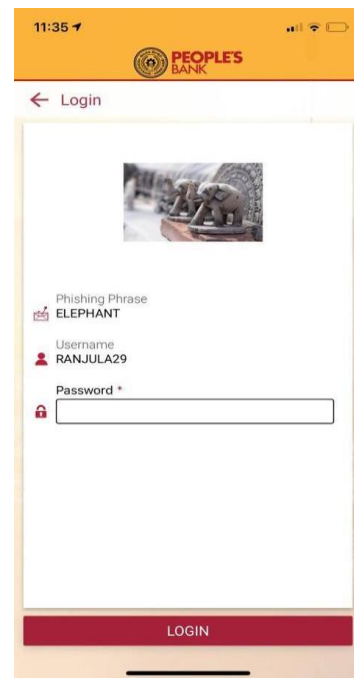 11:35
PEOPLE'S
BANK
Login
Phishing Phrase
ELEPHANT
Username
RANJULA29
Password *
LOGIN